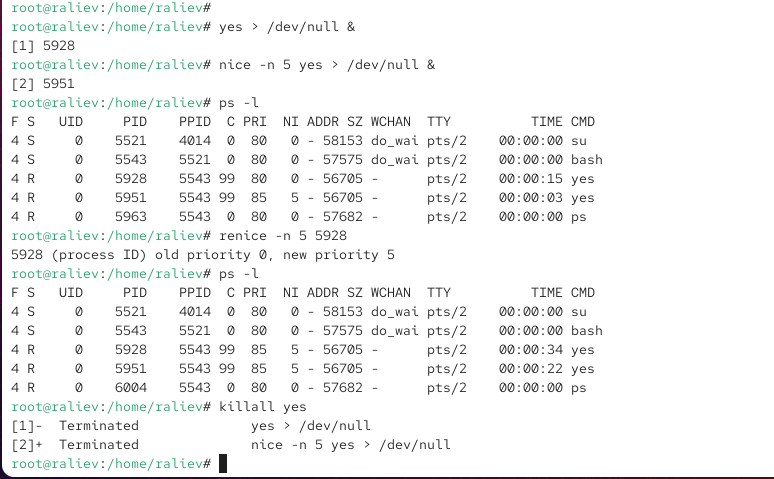 root@raliev:/home/raliev#
root@raliev:/home/raliev# yes > /dev/null &
[1] 5928
root@raliev:/home/raliev# nice -n 5 yes > /dev/null &
[2] 5951
root@raliev:/home/raliev# ps -l
F S   UID     PID    PPID  C PRI  NI ADDR SZ WCHAN  TTY          TIME CMD
4 S     0    5521    4014  0  80   0 - 58153 do_wai pts/2    00:00:00 su
4 S     0    5543    5521  0  80   0 - 57575 do_wai pts/2    00:00:00 bash
4 R     0    5928    5543 99  80   0 - 56705 -      pts/2    00:00:15 yes
4 R     0    5951    5543 99  85   5 - 56705 -      pts/2    00:00:03 yes
4 R     0    5963    5543  0  80   0 - 57682 -      pts/2    00:00:00 ps
root@raliev:/home/raliev# renice -n 5 5928
5928 (process ID) old priority 0, new priority 5
root@raliev:/home/raliev# ps -l
F S   UID     PID    PPID  C PRI  NI ADDR SZ WCHAN  TTY          TIME CMD
4 S     0    5521    4014  0  80   0 - 58153 do_wai pts/2    00:00:00 su
4 S     0    5543    5521  0  80   0 - 57575 do_wai pts/2    00:00:00 bash
4 R     0    5928    5543 99  85   5 - 56705 -      pts/2    00:00:34 yes
4 R     0    5951    5543 99  85   5 - 56705 -      pts/2    00:00:22 yes
4 R     0    6004    5543  0  80   0 - 57682 -      pts/2    00:00:00 ps
root@raliev:/home/raliev# killall yes
[1]-  Terminated              yes > /dev/null
[2]+  Terminated              nice -n 5 yes > /dev/null
root@raliev:/home/raliev#